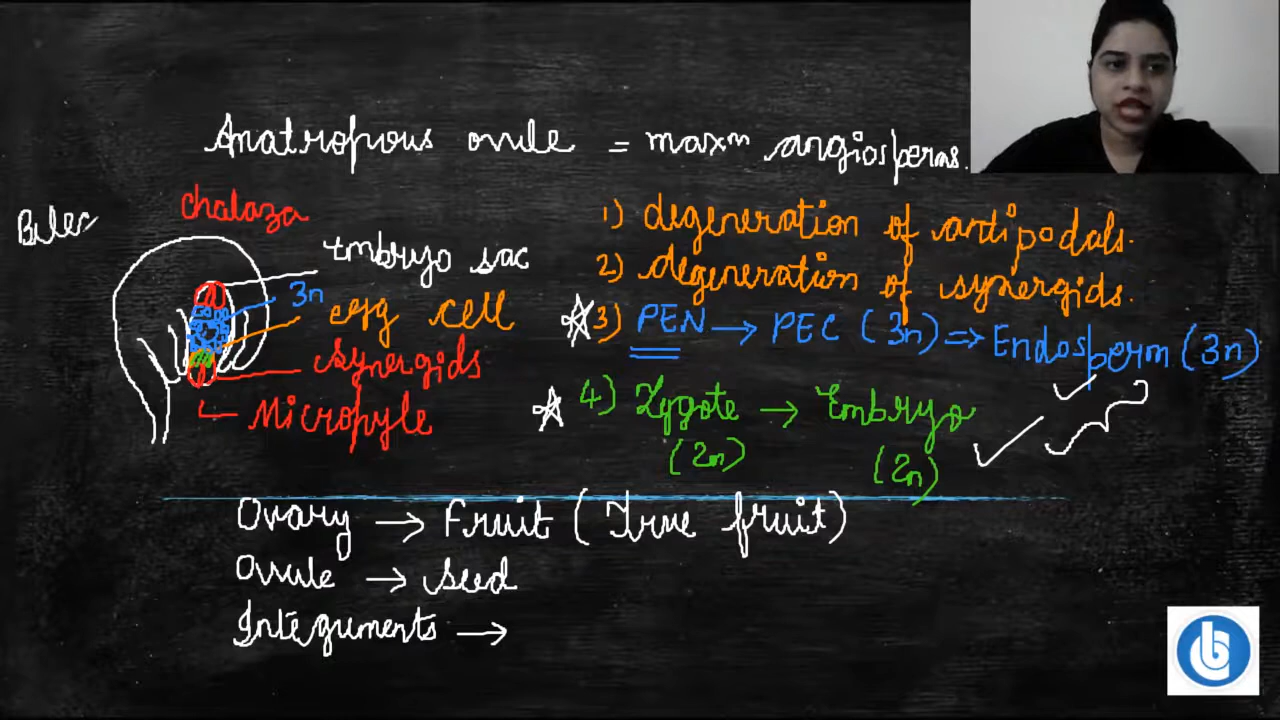 Anatropous ovule = maxm angiosperms.
Chalaza
Embryo sac
3n
egg cell
Synergids
Micropyle
1) degeneration of antipodals.
2) degeneration of synergids.
3) PEN → PEC (3n) => Endosperm (3n)
4) Zygote → Embryo
(2n) (2n)
Ovary → Fruit (True fruit)
Ovule → Seed
Integuments →